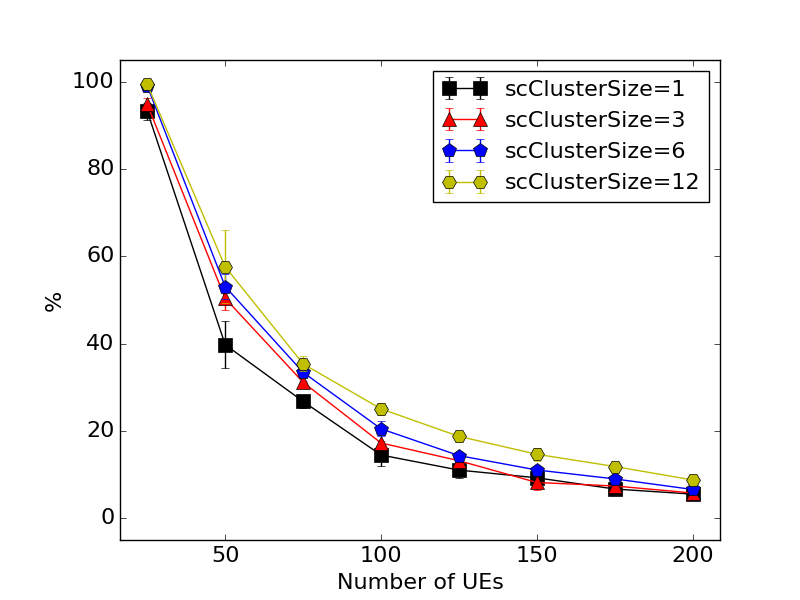 100
80
60
40
20
0
%
50
100
150
200
Number of UEs
scClusterSize=1
scClusterSize=3
scClusterSize=6
scClusterSize=12